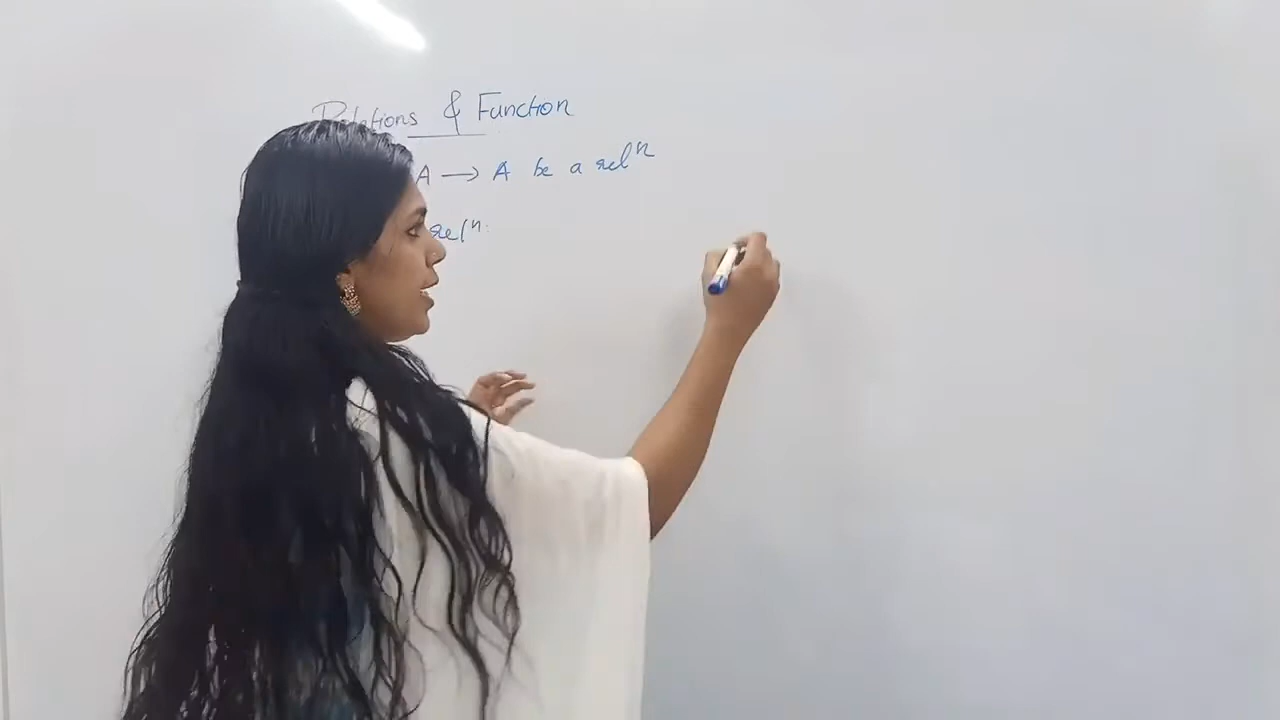 Relations & Function
A → A be a relⁿ
relⁿ.